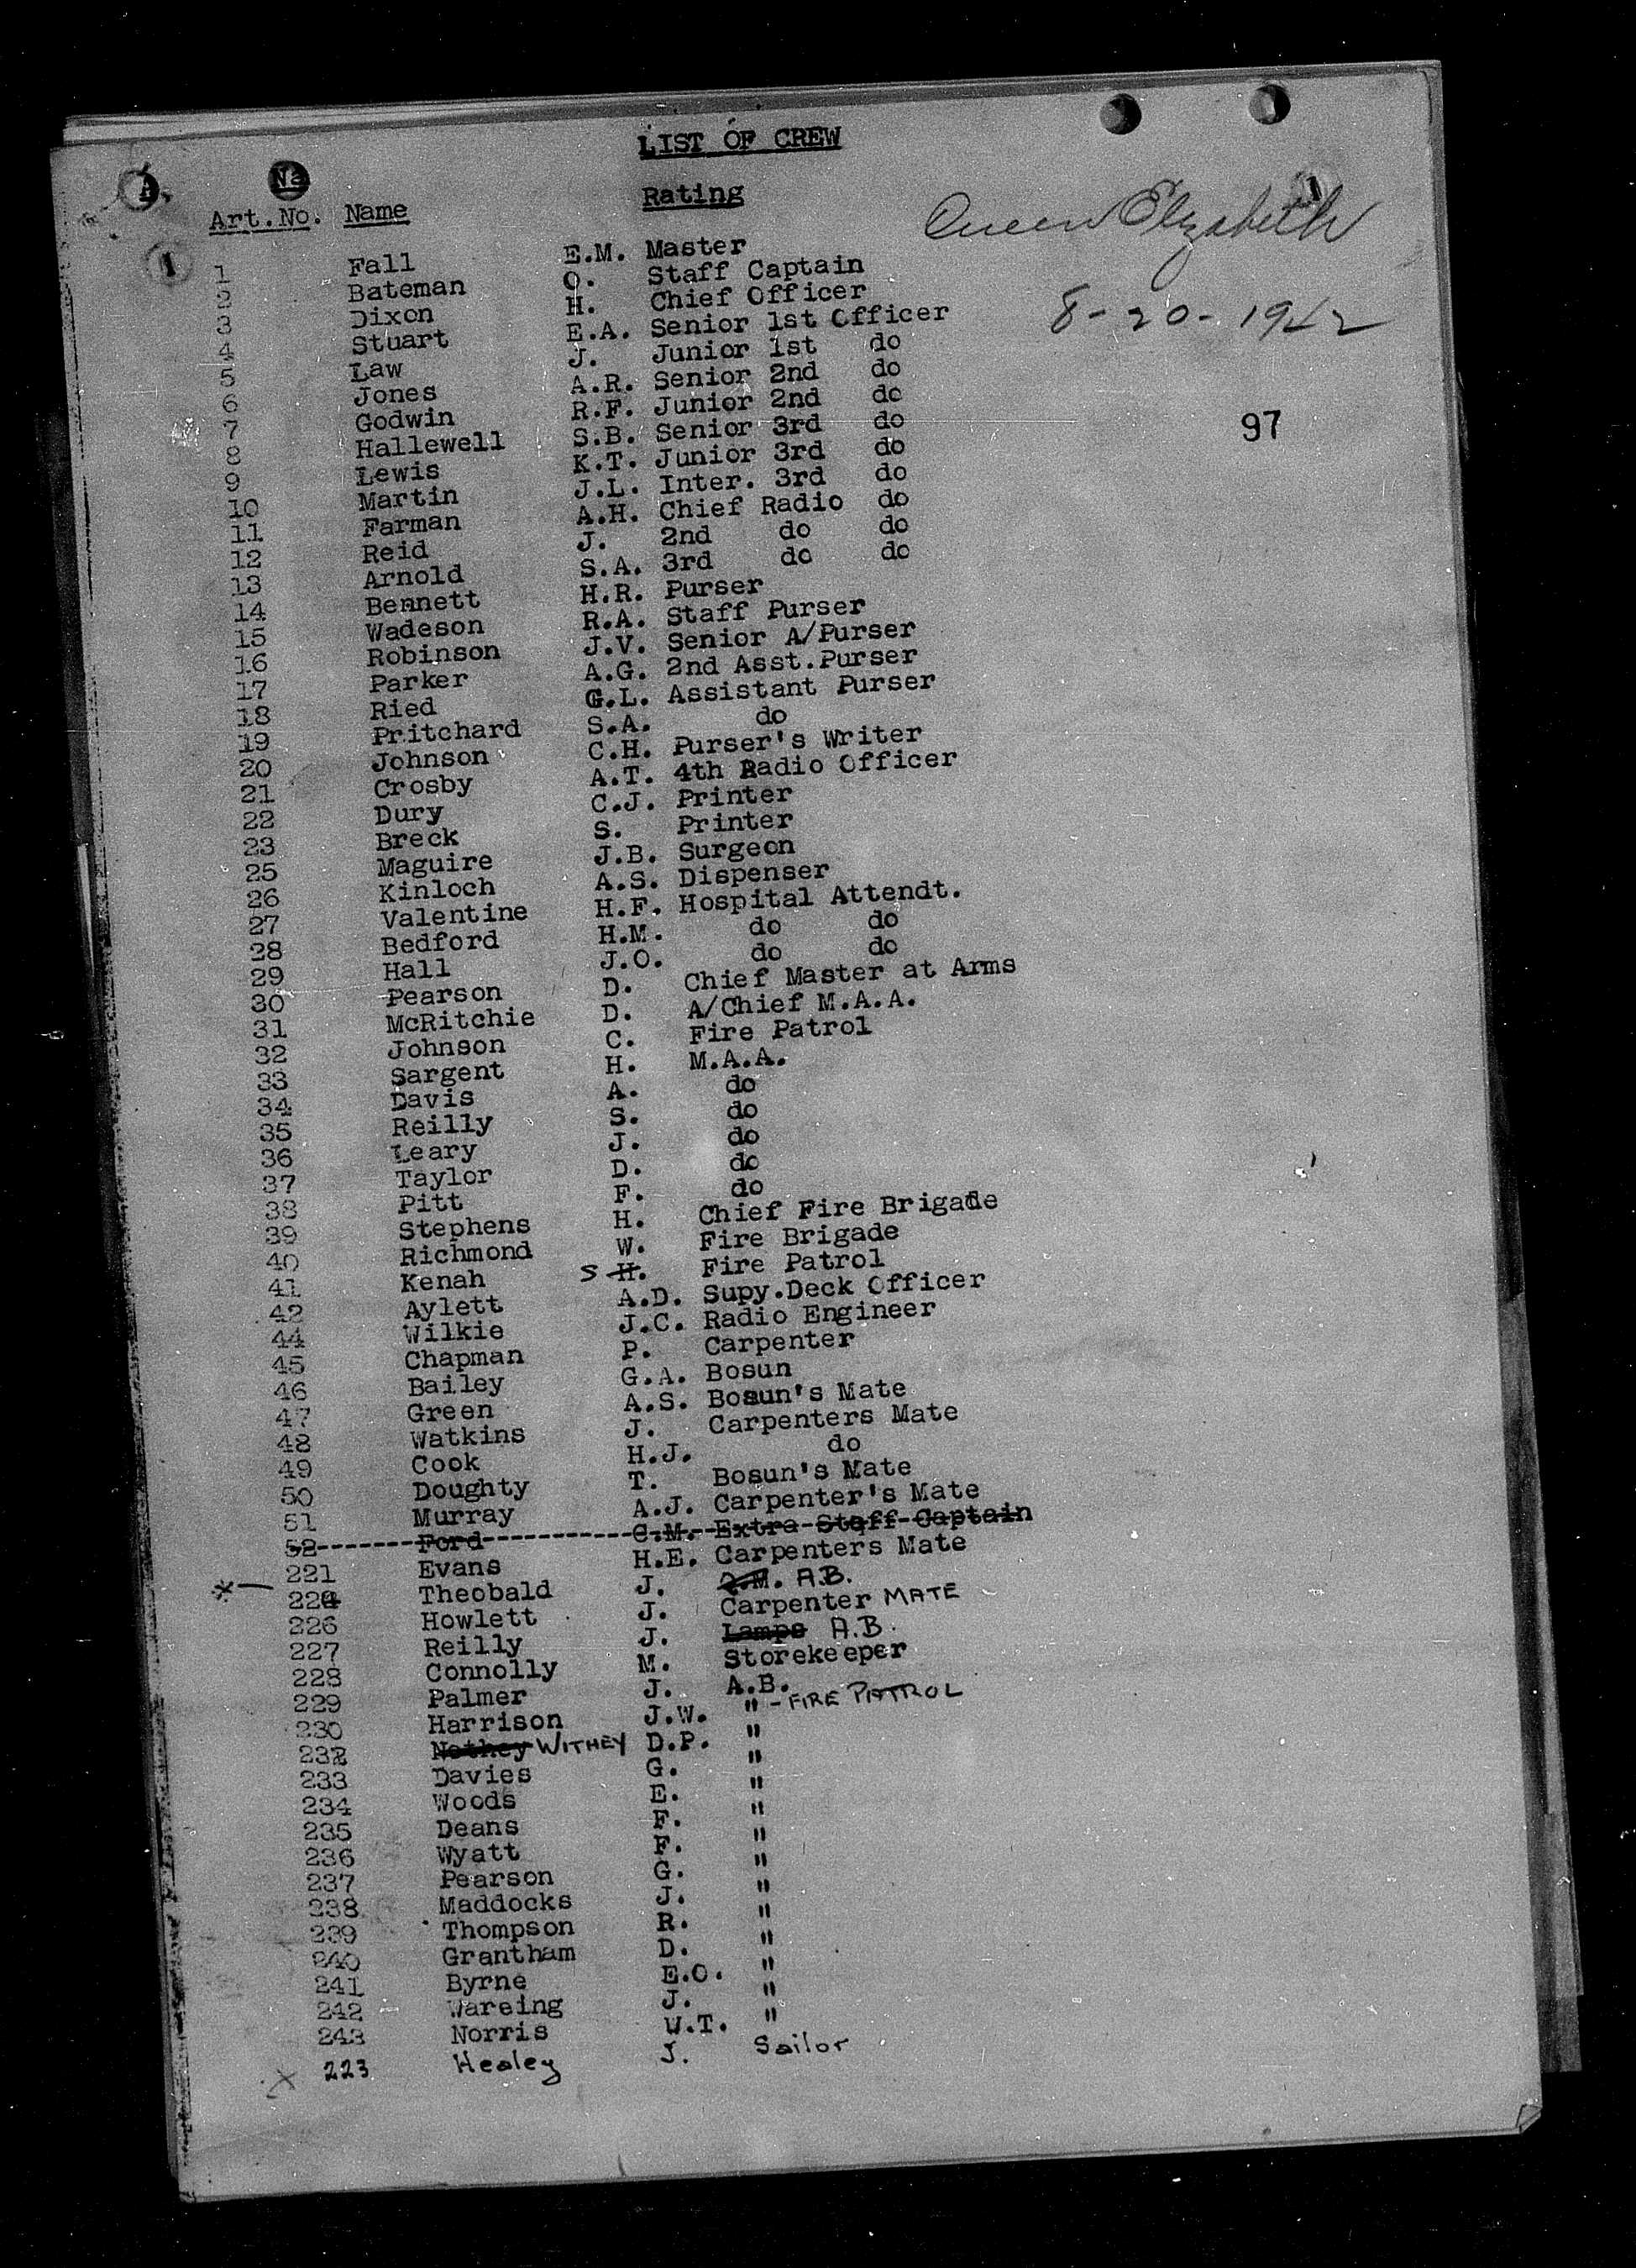 LIST OF CREW
A. Na 1
Art.No. Name Rating
Queen Elizabeth
8-20-1942
97
1
1 Fall E.M. Master
2 Bateman O. Staff Captain
3 Dixon H. Chief Officer
4 Stuart E.A. Senior 1st Officer
5 Law J. Junior 1st do
6 Jones A.R. Senior 2nd do
7 Godwin R.F. Junior 2nd do
8 Hallewell S.B. Senior 3rd do
9 Lewis K.T. Junior 3rd do
10 Martin J.L. Inter. 3rd do
11 Farman A.H. Chief Radio do
12 Reid J. 2nd do do
13 Arnold S.A. 3rd do do
14 Bennett H.R. Purser
15 Wadeson R.A. Staff Purser
16 Robinson J.V. Senior A/Purser
17 Parker A.G. 2nd Asst.Purser
18 Ried G.L. Assistant Purser
19 Pritchard S.A. do
20 Johnson C.H. Purser's Writer
21 Crosby A.T. 4th Radio Officer
22 Dury C.J. Printer
23 Breck S. Printer
25 Maguire J.B. Surgeon
26 Kinloch A.S. Dispenser
27 Valentine H.F. Hospital Attendt.
28 Bedford H.M. do do
29 Hall J.O. do do
30 Pearson D. Chief Master at Arms
31 McRitchie D. A/Chief M.A.A.
32 Johnson C. Fire Patrol
33 Sargent H. M.A.A.
34 Davis A. do
35 Reilly S. do
36 Leary J. do
37 Taylor D. do
38 Pitt F. do
39 Stephens H. Chief Fire Brigade
40 Richmond W. Fire Brigade
41 Kenah S H. Fire Patrol
42 Aylett A.D. Supy.Deck Officer
44 Wilkie J.C. Radio Engineer
45 Chapman P. Carpenter
46 Bailey G.A. Bosun
47 Green A.S. Bosun's Mate
48 Watkins J. Carpenters Mate
49 Cook H.J. do
50 Doughty T. Bosun's Mate
51 Murray A.J. Carpenter's Mate
52 Ford C.M. Extra Staff Captain
221 Evans H.E. Carpenters Mate
x 224 Theobald J. Q.M. A.B.
226 Howlett J. Carpenter MATE
227 Reilly J. Lamps A.B.
228 Connolly M. Storekeeper
229 Palmer J. A.B.
230 Harrison J.W. " - FIRE PATROL
232 Nethey WITHEY D.P. "
233 Davies G. "
234 Woods E. "
235 Deans F. "
236 Wyatt F. "
237 Pearson G. "
238 Maddocks J. "
239 Thompson R. "
240 Grantham D. "
241 Byrne E.O. "
242 Wareing J. "
243 Norris W.T. "
x 223 Healey J. Sailor